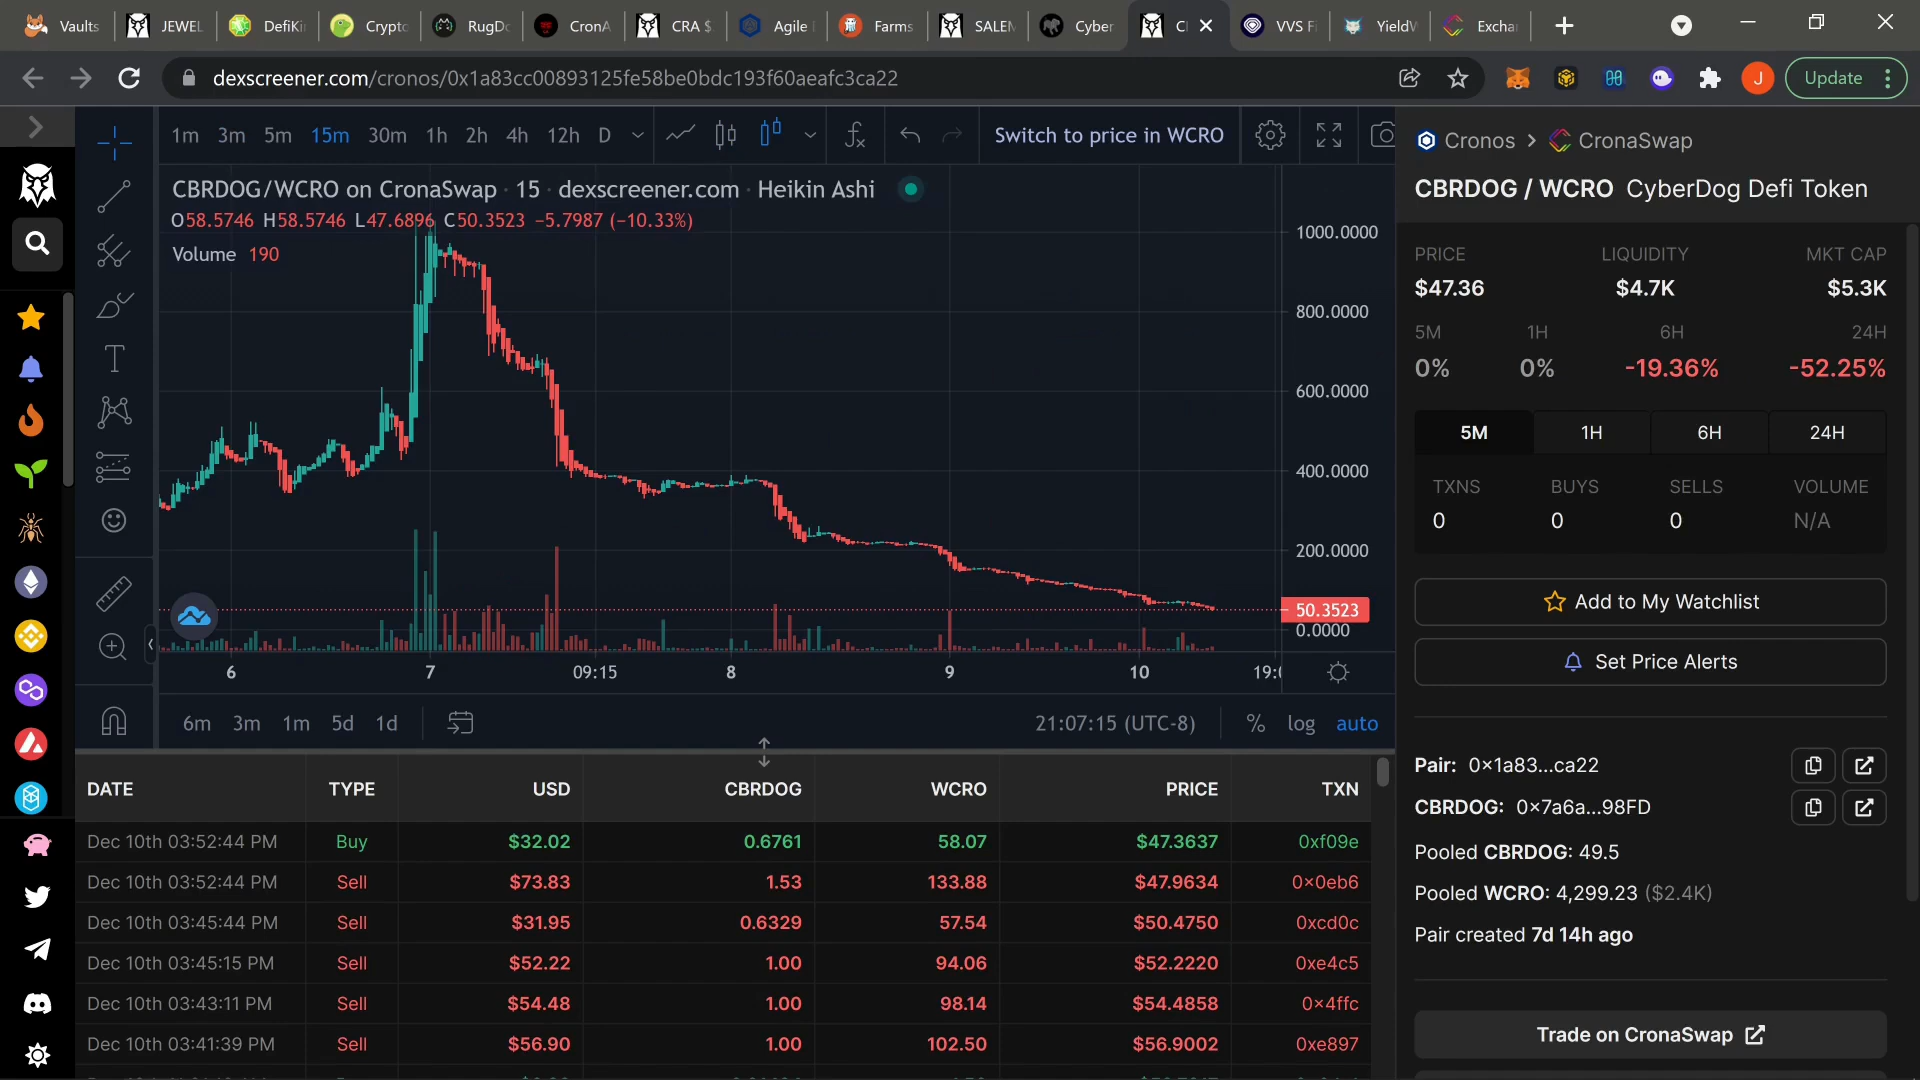 Vaults
JEWEL
DefiKi
Crypto
RugDo
CronA
CRA $
Agile
Farms
SALEM
Cyber
VVS Fi
YieldW
Excha
dexscreener.com/cronos/0x1a83cc00893125fe58be0bdc193f60aeafc3ca22
J
Update
1m 3m 5m 15m 30m 1h 2h 4h 12h D
Switch to price in WCRO
CBRDOG/WCRO on CronaSwap · 15 · dexscreener.com · Heikin Ashi
O58.5746 H58.5746 L47.6896 C50.3523 −5.7987 (−10.33%)
Volume 190
1000.0000
800.0000
600.0000
400.0000
200.0000
50.3523
0.0000
6 7 09:15 8 9 10 19:0
6m 3m 1m 5d 1d
21:07:15 (UTC-8)
% log auto
DATE TYPE USD CBRDOG WCRO PRICE TXN
Dec 10th 03:52:44 PM Buy $32.02 0.6761 58.07 $47.3637 0xf09e
Dec 10th 03:52:44 PM Sell $73.83 1.53 133.88 $47.9634 0x0eb6
Dec 10th 03:45:44 PM Sell $31.95 0.6329 57.54 $50.4750 0xcd0c
Dec 10th 03:45:15 PM Sell $52.22 1.00 94.06 $52.2220 0xe4c5
Dec 10th 03:43:11 PM Sell $54.48 1.00 98.14 $54.4858 0x4ffc
Dec 10th 03:41:39 PM Sell $56.90 1.00 102.50 $56.9002 0xe897
Cronos > CronaSwap
CBRDOG / WCRO CyberDog Defi Token
PRICE LIQUIDITY MKT CAP
$47.36 $4.7K $5.3K
5M 1H 6H 24H
0% 0% -19.36% -52.25%
5M 1H 6H 24H
TXNS BUYS SELLS VOLUME
0 0 0 N/A
Add to My Watchlist
Set Price Alerts
Pair: 0x1a83...ca22
CBRDOG: 0x7a6a...98FD
Pooled CBRDOG: 49.5
Pooled WCRO: 4,299.23 ($2.4K)
Pair created 7d 14h ago
Trade on CronaSwap